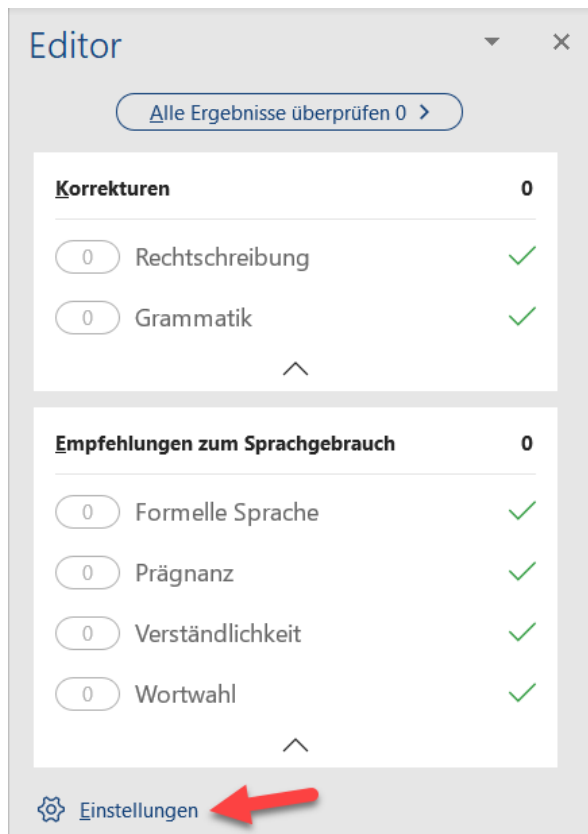 Editor
Alle Ergebnisse überprüfen 0 >
Korrekturen 0
0 Rechtschreibung
0 Grammatik
Empfehlungen zum Sprachgebrauch 0
0 Formelle Sprache
0 Prägnanz
0 Verständlichkeit
0 Wortwahl
Einstellungen